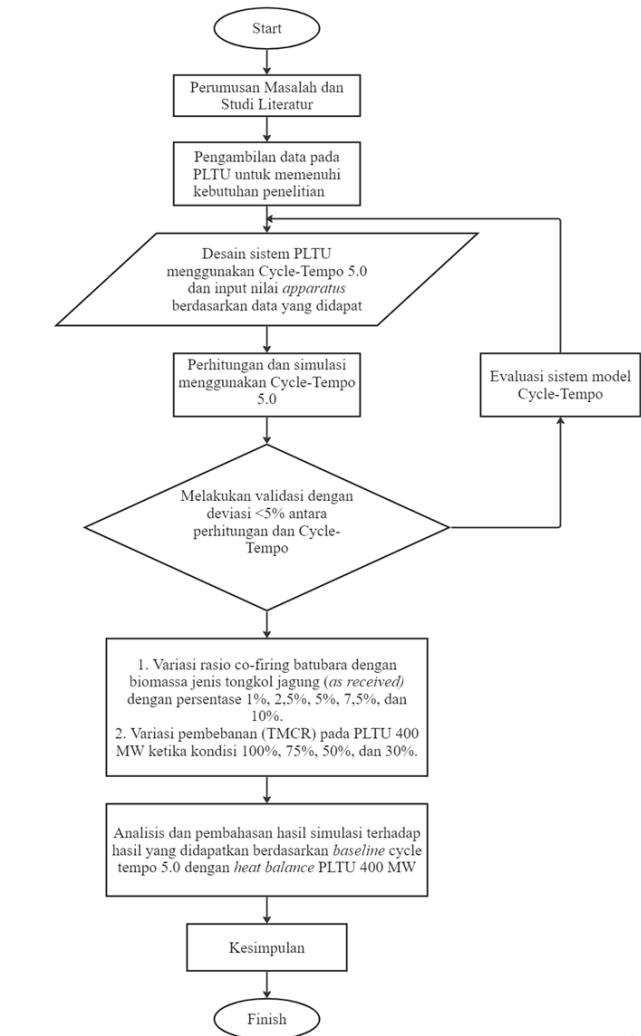 Start
Perumusan Masalah dan
Studi Literatur
Pengambilan data pada
PLTU untuk memenuhi
kebutuhan penelitian
Desain sistem PLTU
menggunakan Cycle-Tempo 5.0
dan input nilai apparatus
berdasarkan data yang didapat
Perhitungan dan simulasi
menggunakan Cycle-Tempo
5.0
Evaluasi sistem model
Cycle-Tempo
Melakukan validasi dengan
deviasi <5% antara
perhitungan dan Cycle-
Tempo
1. Variasi rasio co-firing batubara dengan
biomassa jenis tongkol jagung (as received)
dengan persentase 1%, 2,5%, 5%, 7,5%, dan
10%.
2. Variasi pembebanan (TMCR) pada PLTU 400
MW ketika kondisi 100%, 75%, 50%, dan 30%.
Analisis dan pembahasan hasil simulasi terhadap
hasil yang didapatkan berdasarkan baseline cycle
tempo 5.0 dengan heat balance PLTU 400 MW
Kesimpulan
Finish